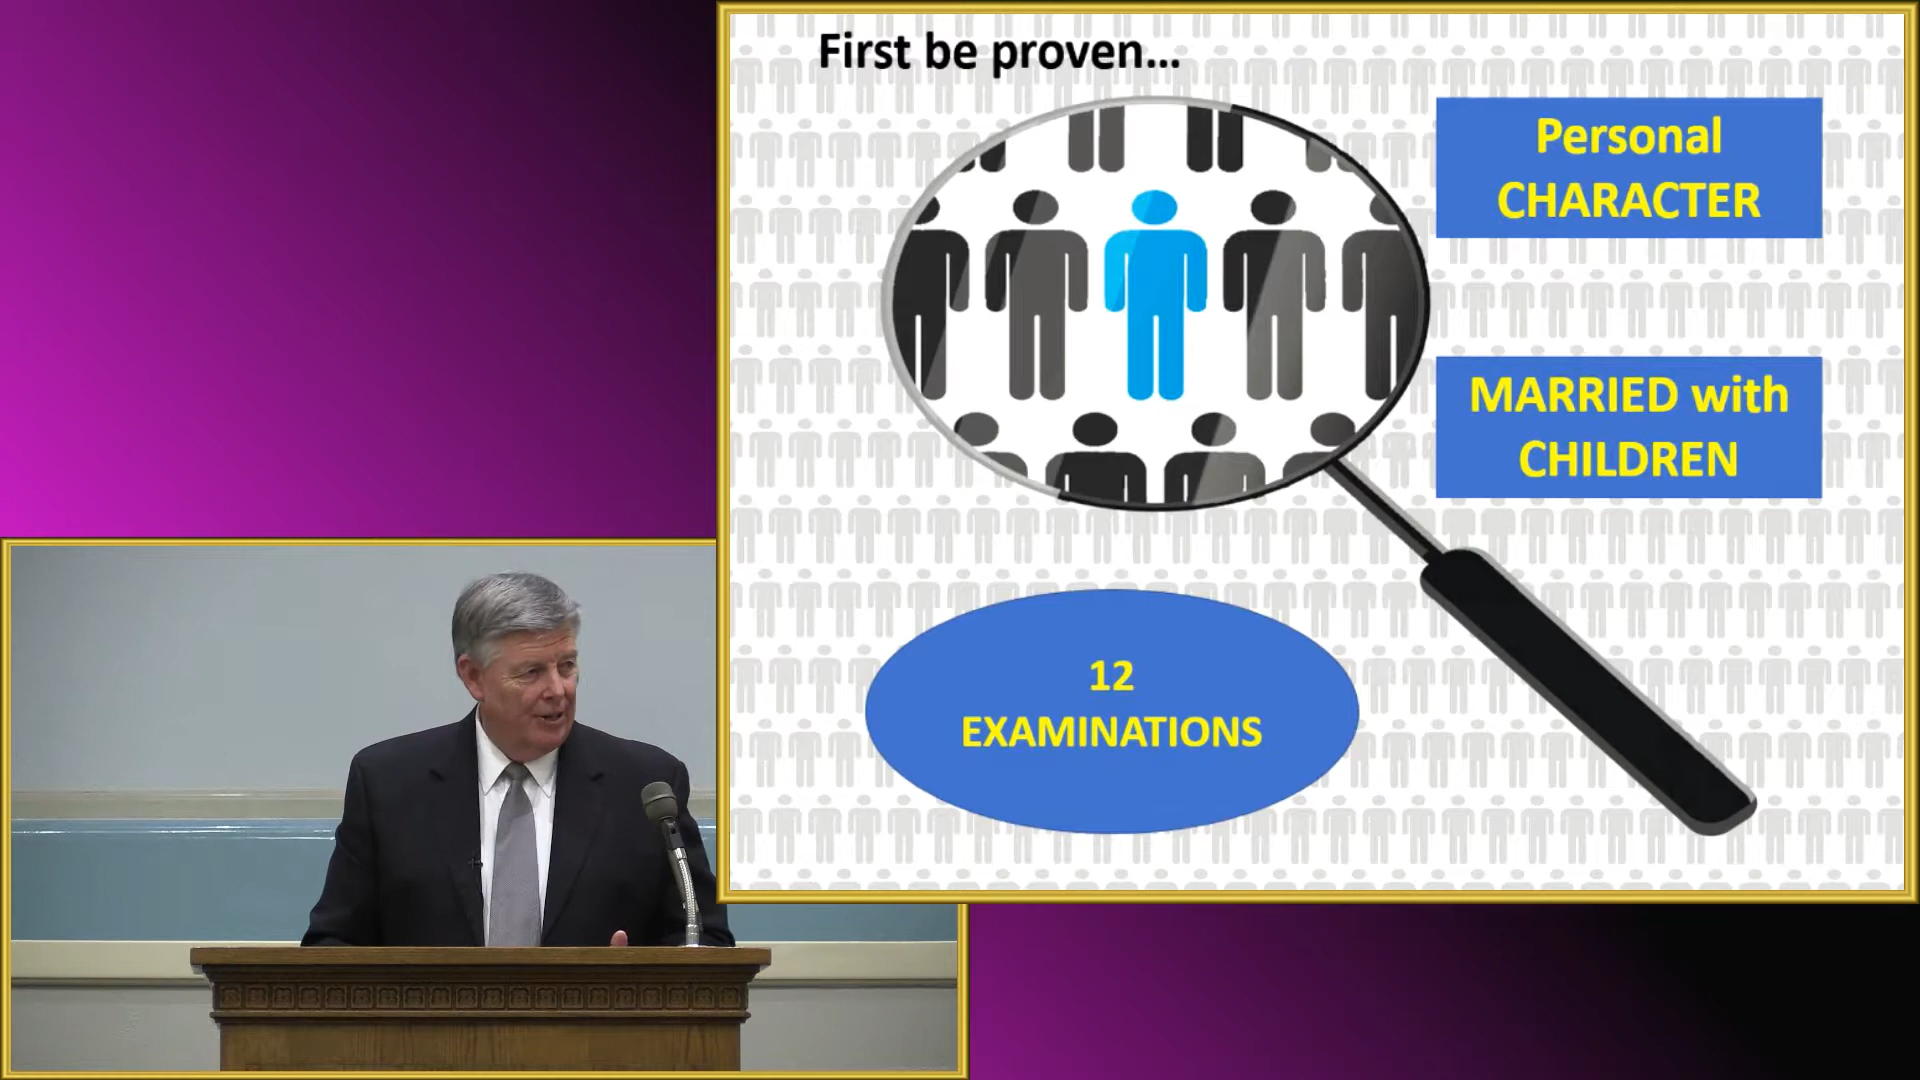 First be proven...
Personal
CHARACTER
MARRIED with
CHILDREN
12
EXAMINATIONS